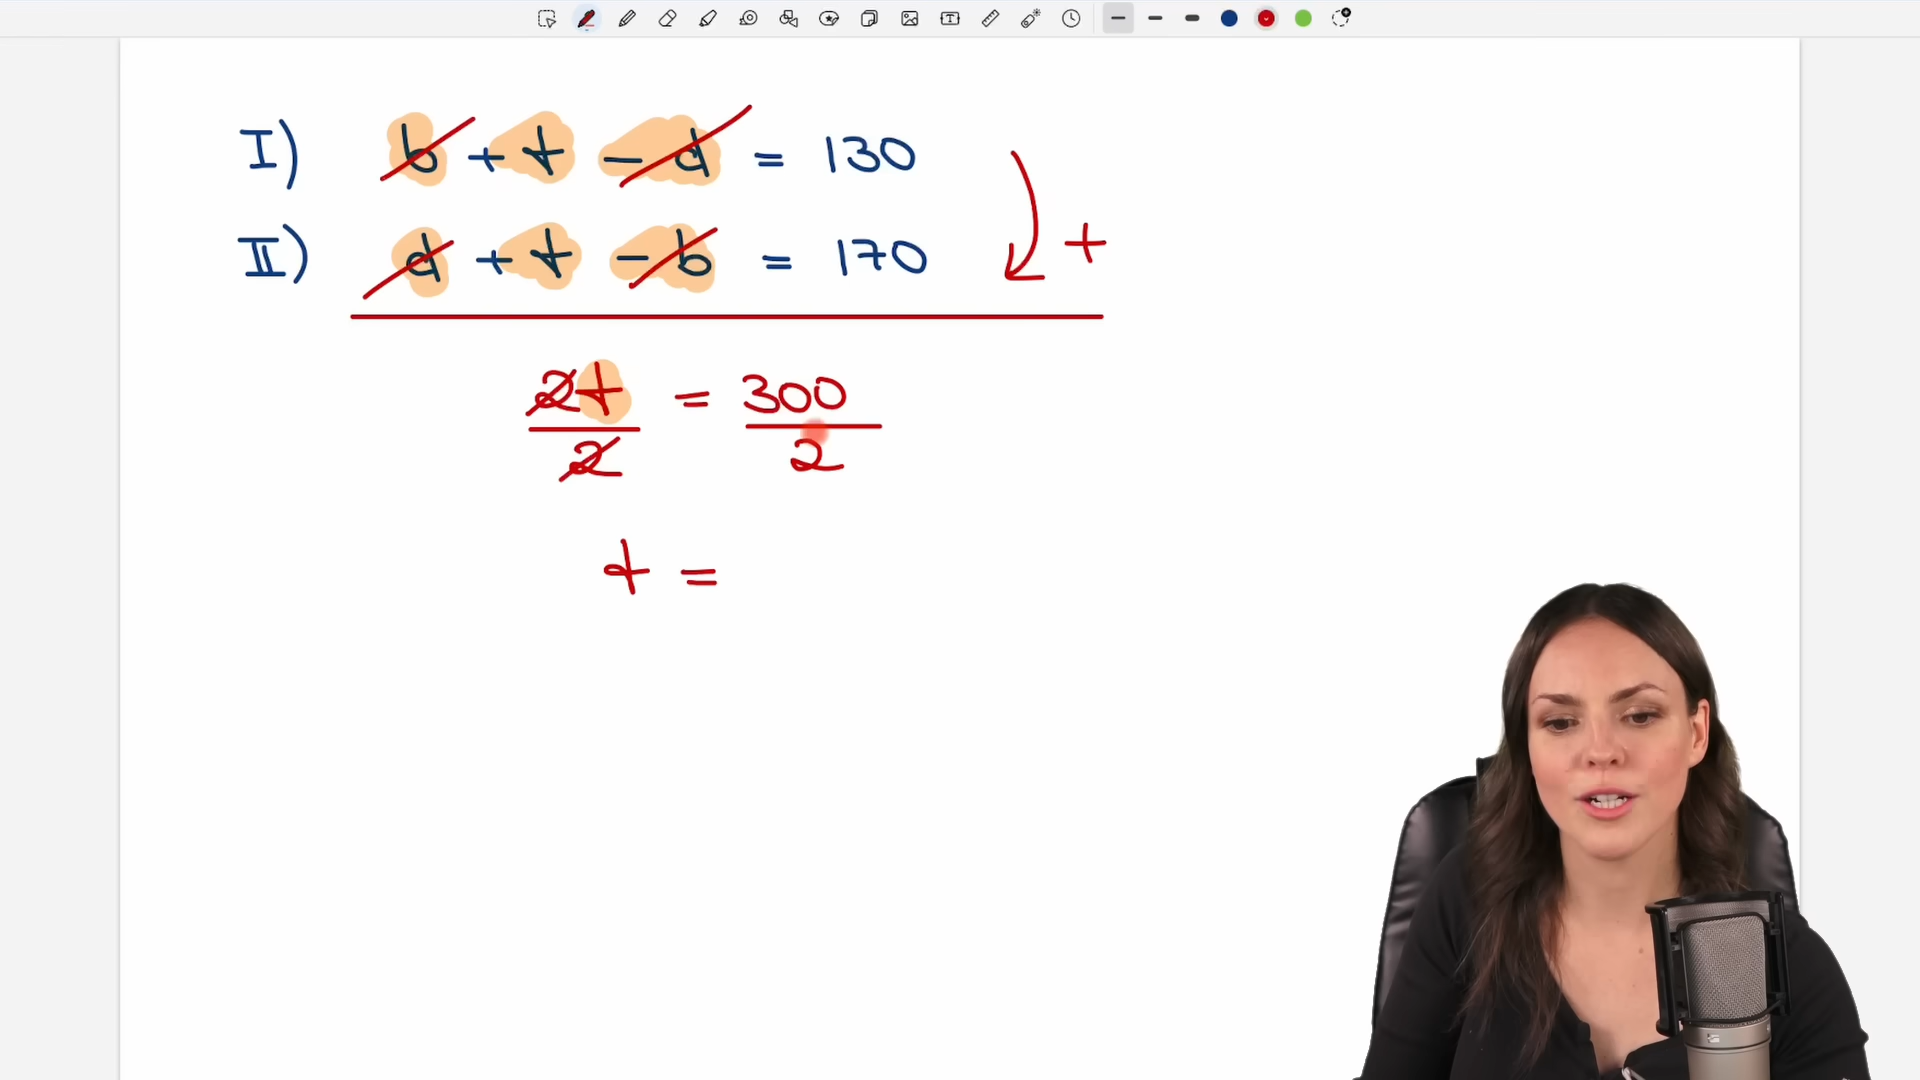 I) b + t - d = 130
II) d + t - b = 170
+
2t = 300
2 2
t =